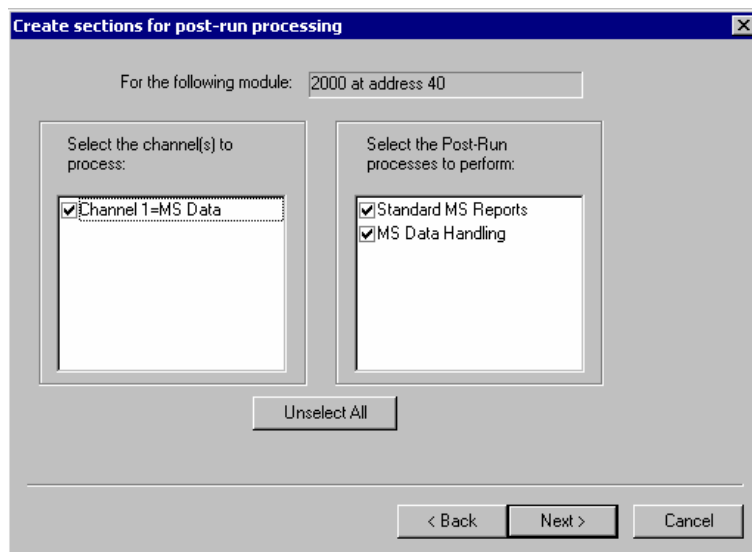 Create sections for post-run processing
For the following module: 2000 at address 40
Select the channel(s) to
process:
Channel 1=MS Data
Select the Post-Run
processes to perform:
Standard MS Reports
MS Data Handling
Unselect All
< Back Next > Cancel